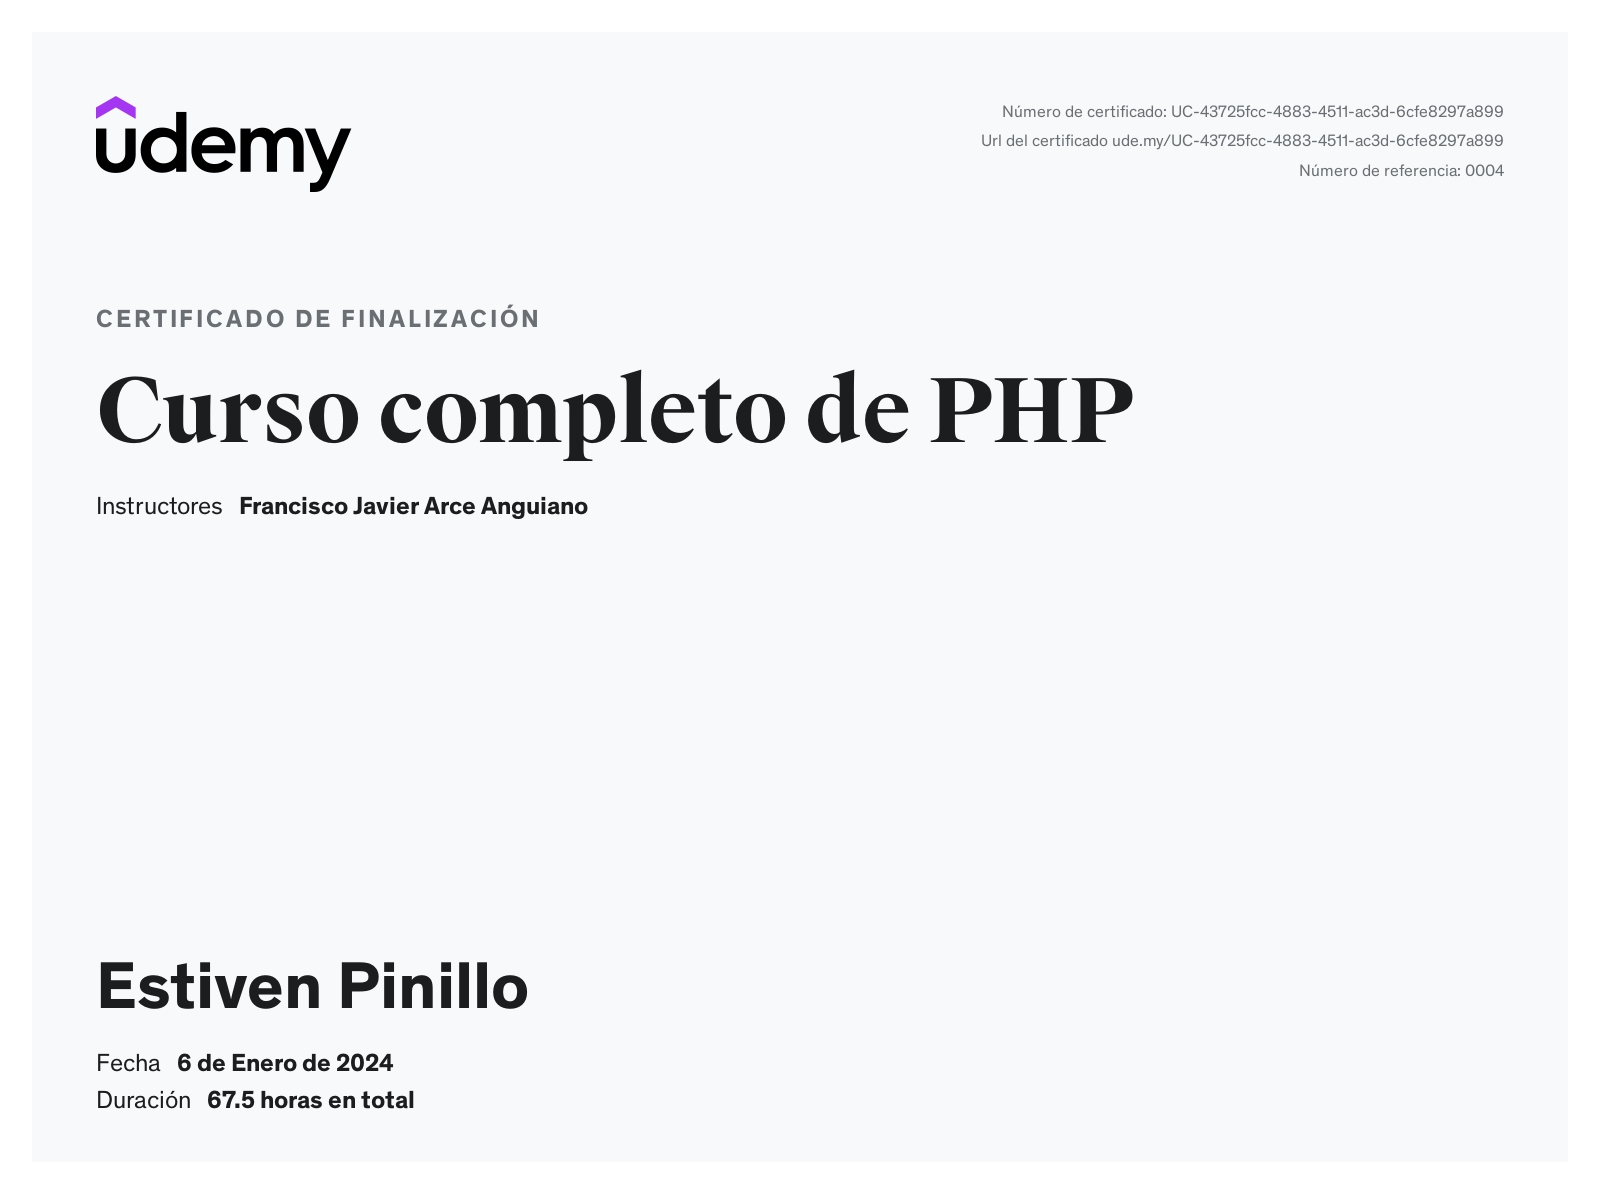 udemy
Número de certificado: UC-43725fcc-4883-4511-ac3d-6cfe8297a899
Url del certificado ude.my/UC-43725fcc-4883-4511-ac3d-6cfe8297a899
Número de referencia: 0004
CERTIFICADO DE FINALIZACIÓN
Curso completo de PHP
Instructores Francisco Javier Arce Anguiano
Estiven Pinillo
Fecha 6 de Enero de 2024
Duración 67.5 horas en total